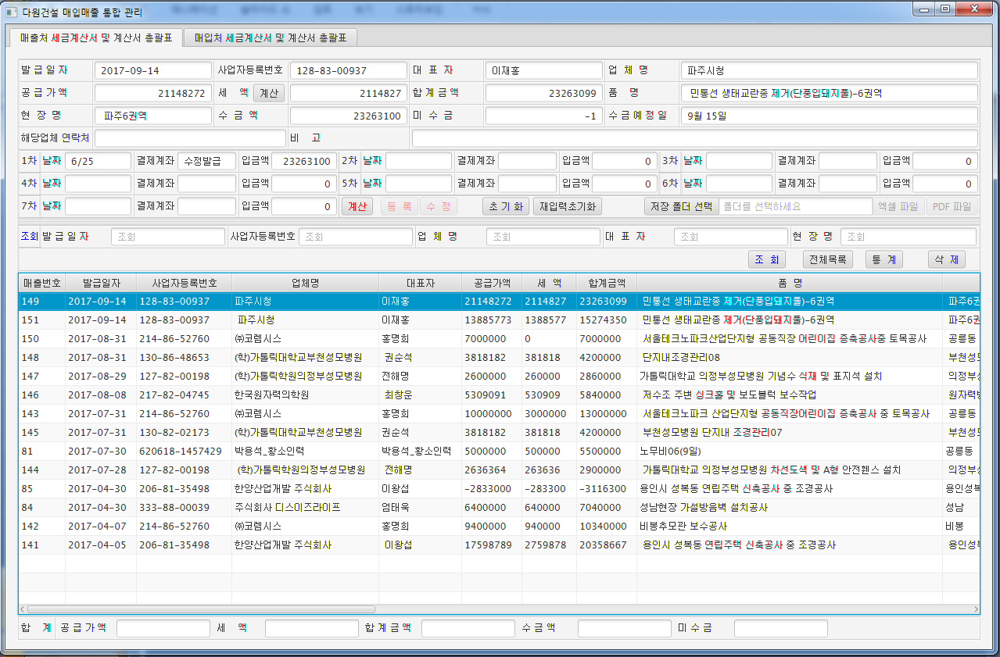 다원건설 매입매출 통합 관리
매출처 세금계산서 및 계산서 총괄표 매입처 세금계산서 및 계산서 총괄표
발 급 일 자 2017-09-14 사업자등록번호 128-83-00937 대 표 자 이재홍 업 체 명 파주시청
공 급 가 액 21148272 세 액 계산 2114827 합 계 금 액 23263099 품 명 민통선 생태교란종 제거(단풍입돼지풀)-6권역
현 장 명 파주6권역 수 금 액 23263100 미 수 금 -1 수 금 예 정 일 9월 15일
해당업체 연락처 비 고
1차 날짜 6/25 결제계좌 수정발급 입금액 23263100 2차 날짜 결제계좌 입금액 0 3차 날짜 결제계좌 입금액 0
4차 날짜 결제계좌 입금액 0 5차 날짜 결제계좌 입금액 0 6차 날짜 결제계좌 입금액 0
7차 날짜 결제계좌 입금액 0 계산 등 록 수 정 초 기 화 재입력초기화 저장 폴더 선택 폴더를 선택하세요 엑셀 파일 PDF 파일
조회 발 급 일 자 조회 사업자등록번호 조회 업 체 명 조회 대 표 자 조회 현 장 명 조회
조 회 전체목록 통 계 삭 제
매출번호 발급일자 사업자등록번호 업체명 대표자 공급가액 세 액 합계금액 품 명
149 2017-09-14 128-83-00937 파주시청 이재홍 21148272 2114827 23263099 민통선 생태교란종 제거(단풍입돼지풀)-6권역 파주6권
151 2017-09-14 128-83-00937 파주시청 이재홍 13885773 1388577 15274350 민통선 생태교란종 제거(단풍입돼지풀)-6권역 파주6권
150 2017-08-31 214-86-52760 ㈜코렘시스 홍명희 7000000 0 7000000 서울테크노파크산업단지형 공동직장 어린이집 증축공사중 토목공사 공릉동
148 2017-08-31 130-86-48653 (학)가톨릭대학교부천성모병원 권순석 3818182 381818 4200000 단지내조경관리08 부천성모
147 2017-08-29 127-82-00198 (학)가톨릭학원의정부성모병원 전해명 2600000 260000 2860000 가톨릭대학교 의정부성모병원 기념수 식재 및 표지석 설치 의정부성
146 2017-08-08 217-82-04745 한국원자력의학원 최창운 5309091 530909 5840000 저수조 주변 싱크홀 및 보도블럭 보수작업 원자력병
143 2017-07-31 214-86-52760 ㈜코렘시스 홍명희 10000000 3000000 13000000 서울테크노파크 산업단지형 공동직장어린이집 증축공사 중 토목공사 공릉동
145 2017-07-31 130-82-02173 (학)가톨릭대학교부천성모병원 권순석 3818182 381818 4200000 부천성모병원 단지내 조경관리07 부천성모
81 2017-07-30 620618-1457429 박용석_황소인력 박용석_황소인력 5000000 500000 5500000 노무비06(9일) 공릉동
144 2017-07-28 127-82-00198 (학)가톨릭학원의정부성모병원 전해명 2636364 263636 2900000 가톨릭대학교 의정부성모병원 차선도색 및 A형 안전휀스 설치 의정부성
85 2017-04-30 206-81-35498 한양산업개발 주식회사 이왕섭 -2833000 -283300 -3116300 용인시 성복동 연립주택 신축공사 중 조경공사 용인성복
84 2017-04-30 333-88-00039 주식회사 디스이즈라이프 엄태욱 6400000 640000 7040000 성남현장 가설방음벽 설치공사 성남
142 2017-04-07 214-86-52760 ㈜코렘시스 홍명희 9400000 940000 10340000 비봉추모관 보수공사 비봉
141 2017-04-05 206-81-35498 한양산업개발 주식회사 이왕섭 17598789 2759878 20358667 용인시 성복동 연립주택 신축공사 중 조경공사 용인성복
합 계 공 급 가 액 세 액 합 계 금 액 수 금 액 미 수 금